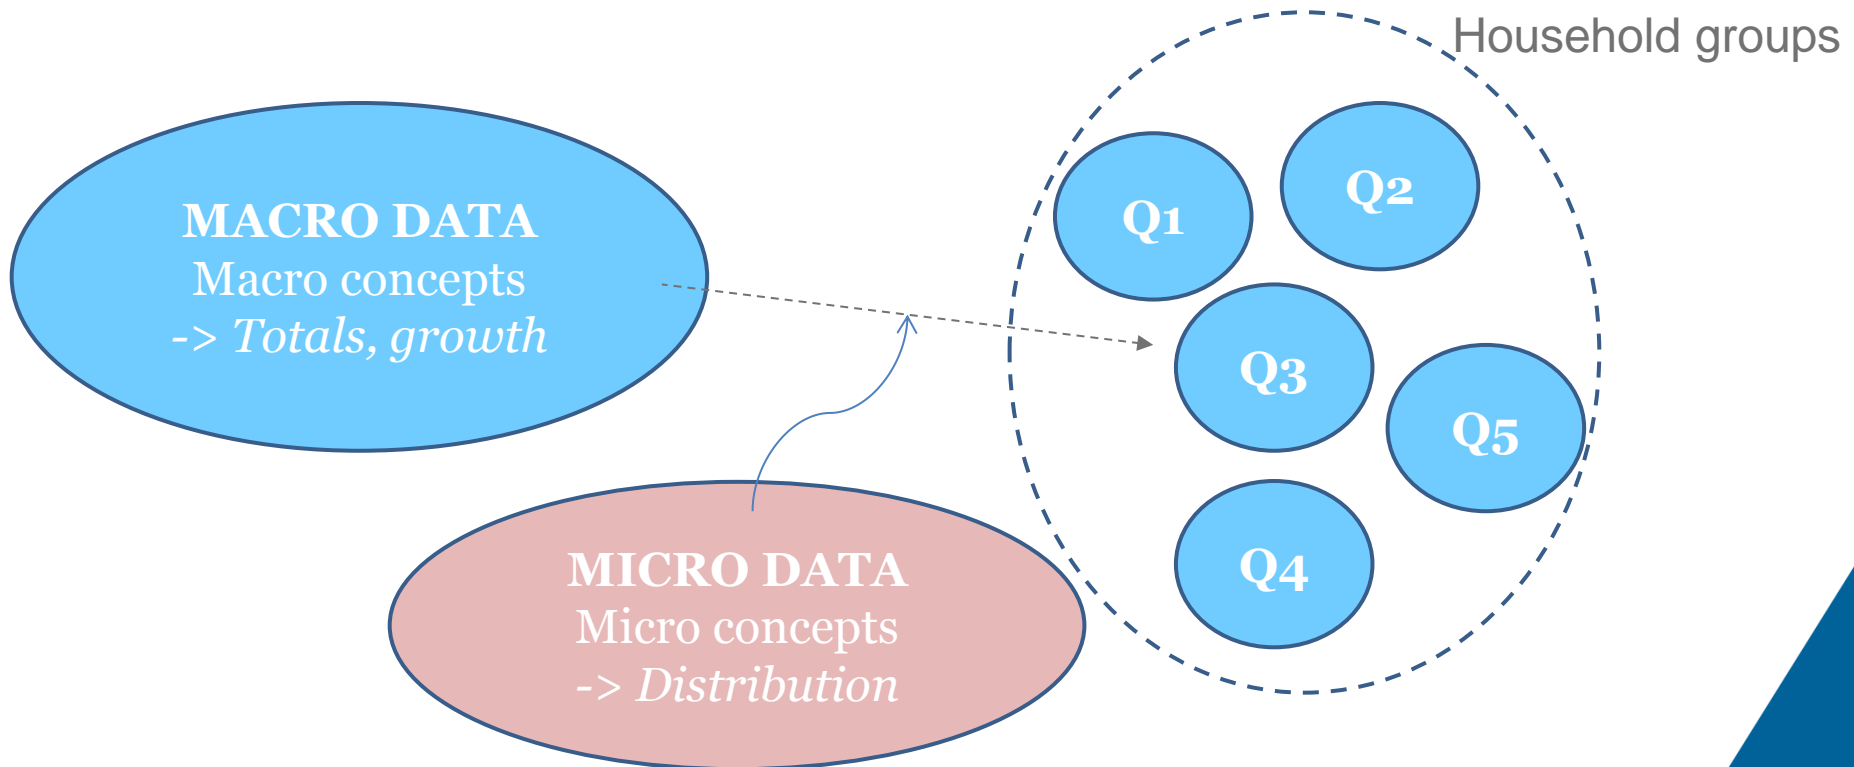 Household groups
MACRO DATA
Macro concepts
-> Totals, growth
Q1
Q2
Q3
Q5
Q4
MICRO DATA
Micro concepts
-> Distribution